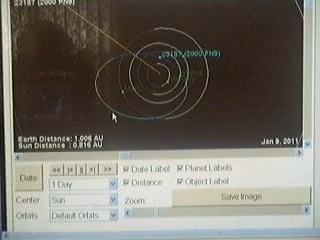 23187 (2000 PN9)
23187 (2000 PN9)
Earth Distance: 1.006 AU
Sun Distance : 0.816 AU
Jan 9, 2011
Date
<< |< || >| >>
1 Day
Date Label
Planet Labels
Distance
Object Label
Center
Sun
Zoom:
Save Image
Orbits
Default Orbits